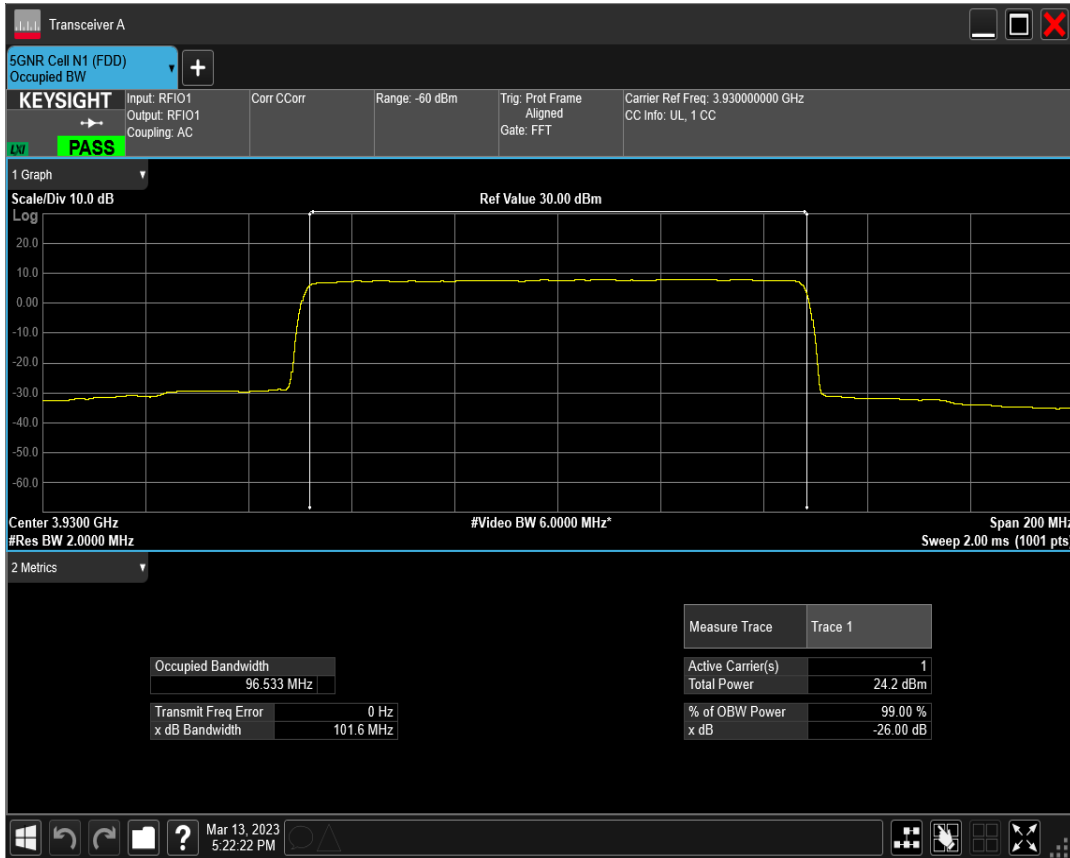 Transceiver A
5GNR Cell N1 (FDD)
Occupied BW
+
KEYSIGHT
LXI
PASS
Input: RFIO1
Output: RFIO1
Coupling: AC
Corr CCorr
Range: -60 dBm
Trig: Prot Frame
Aligned
Gate: FFT
Carrier Ref Freq: 3.930000000 GHz
CC Info: UL, 1 CC
1 Graph
Scale/Div 10.0 dB
Ref Value 30.00 dBm
Log
20.0
10.0
0.00
-10.0
-20.0
-30.0
-40.0
-50.0
-60.0
Center 3.9300 GHz
#Video BW 6.0000 MHz*
Span 200 MHz
#Res BW 2.0000 MHz
Sweep 2.00 ms (1001 pts)
2 Metrics
Measure Trace Trace 1
Occupied Bandwidth
96.533 MHz
Active Carrier(s) 1
Total Power 24.2 dBm
Transmit Freq Error 0 Hz
x dB Bandwidth 101.6 MHz
% of OBW Power 99.00 %
x dB -26.00 dB
?
Mar 13, 2023
5:22:22 PM